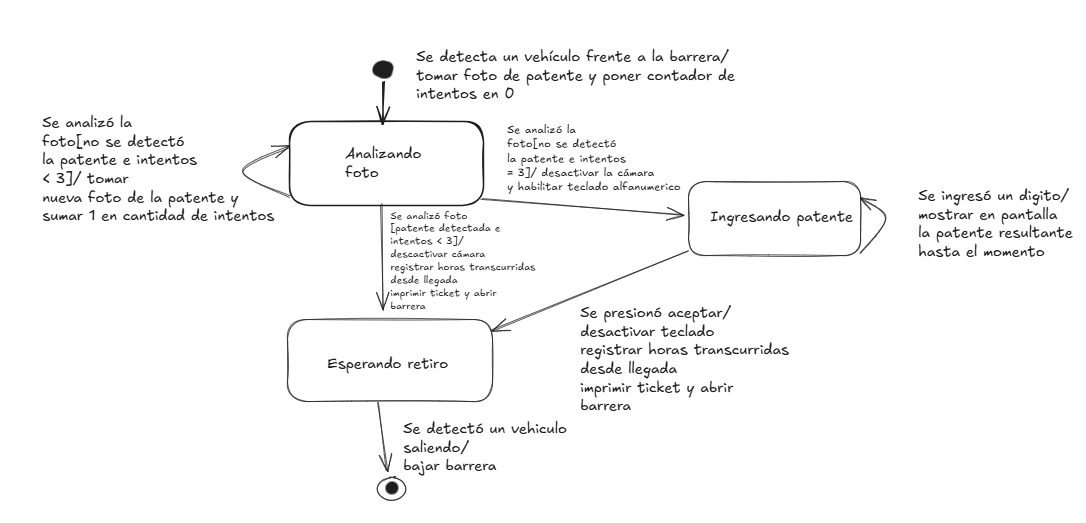 Se detecta un vehículo frente a la barrera/
tomar foto de patente y poner contador de
intentos en 0
Se analizó la
foto[no se detectó
la patente e intentos
< 3]/ tomar
nueva foto de la patente y
sumar 1 en cantidad de intentos
Analizando
foto
Se analizó la
foto[no se detectó
la patente e intentos
= 3]/ desactivar la cámara
y habilitar teclado alfanumerico
Ingresando patente
Se ingresó un digito/
mostrar en pantalla
la patente resultante
hasta el momento
Se analizó foto
[patente detectada e
intentos < 3]/
descactivar cámara
registrar horas transcurridas
desde llegada
imprimir ticket y abrir
barrera
Se presionó aceptar/
desactivar teclado
registrar horas transcurridas
desde llegada
imprimir ticket y abrir
barrera
Esperando retiro
Se detectó un vehiculo
saliendo/
bajar barrera